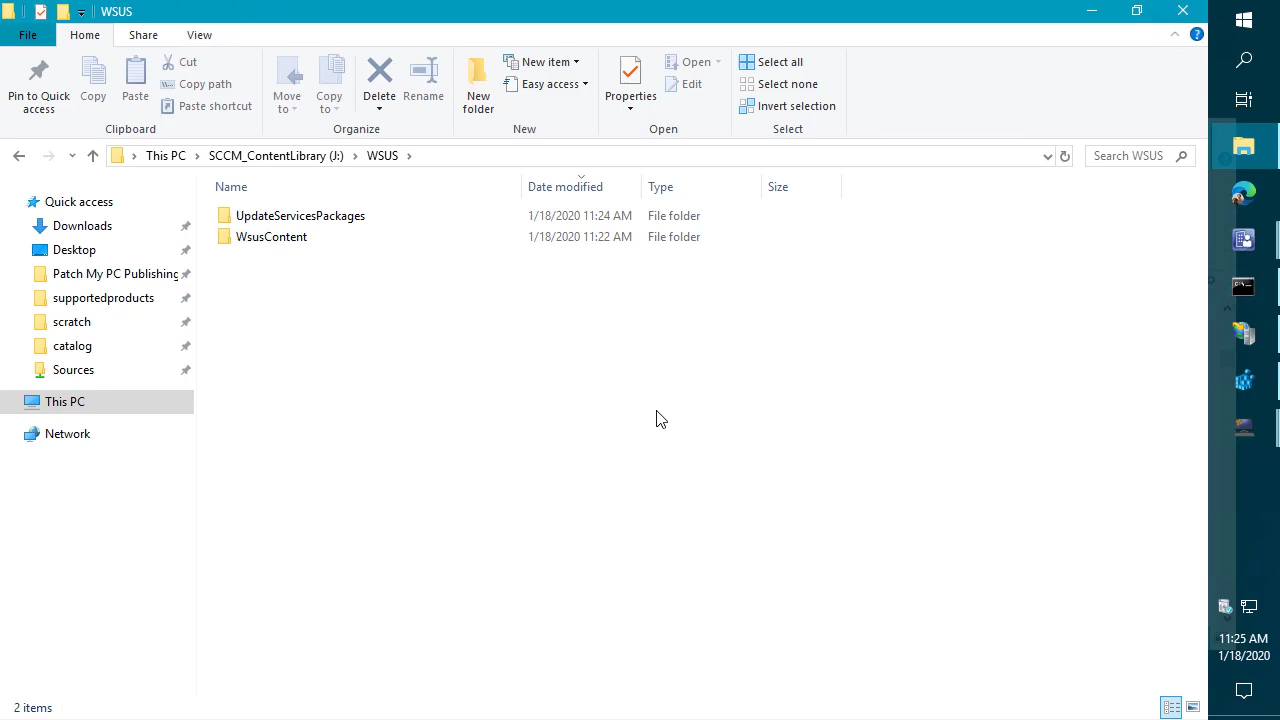 WSUS
File Home Share View
Pin to Quick access
Copy
Paste
Cut
Copy path
Paste shortcut
Clipboard
Move to
Copy to
Delete
Rename
Organize
New folder
New item
Easy access
New
Properties
Open
Edit
Open
Select all
Select none
Invert selection
Select
This PC SCCM_ContentLibrary (J:) WSUS
Search WSUS
Quick access
Downloads
Desktop
Patch My PC Publishing
supportedproducts
scratch
catalog
Sources
This PC
Network
Name Date modified Type Size
UpdateServicesPackages 1/18/2020 11:24 AM File folder
WsusContent 1/18/2020 11:22 AM File folder
2 items
11:25 AM
1/18/2020